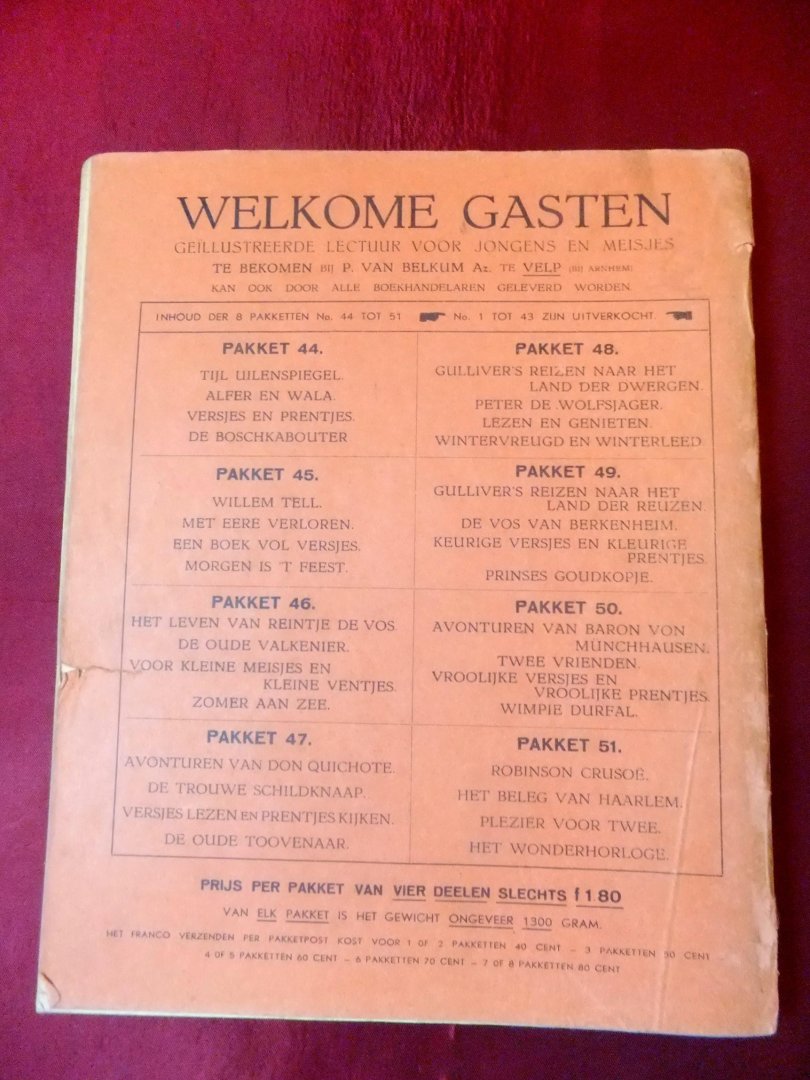 WELKOME GASTEN
GEÏLLUSTREERDE LECTUUR VOOR JONGENS EN MEISJES
TE BEKOMEN BIJ P. VAN BELKUM Az. TE VELP (BIJ ARNHEM)
KAN OOK DOOR ALLE BOEKHANDELAREN GELEVERD WORDEN
INHOUD DER 8 PAKKETTEN No. 44 TOT 51 No. 1 TOT 43 ZIJN UITVERKOCHT.
PAKKET 44.
TIJL UILENSPIEGEL.
ALFER EN WALA.
VERSJES EN PRENTJES.
DE BOSCHKABOUTER
PAKKET 45.
WILLEM TELL.
MET EERE VERLOREN.
EEN BOEK VOL VERSJES.
MORGEN IS 'T FEEST.
PAKKET 46.
HET LEVEN VAN REINTJE DE VOS
DE OUDE VALKENIER.
VOOR KLEINE MEISJES EN
KLEINE VENTJES.
ZOMER AAN ZEE.
PAKKET 47.
AVONTUREN VAN DON QUICHOTE.
DE TROUWE SCHILDKNAAP.
VERSJES LEZEN EN PRENTJES KIJKEN.
DE OUDE TOOVENAAR.
PAKKET 48.
GULLIVER'S REIZEN NAAR HET
LAND DER DWERGEN.
PETER DE WOLFSJAGER.
LEZEN EN GENIETEN.
WINTERVREUGD EN WINTERLEED
PAKKET 49.
GULLIVER'S REIZEN NAAR HET
LAND DER REUZEN.
DE VOS VAN BERKENHEIM.
KEURIGE VERSJES EN KLEURIGE
PRENTJES.
PRINSES GOUDKOPJE.
PAKKET 50.
AVONTUREN VAN BARON VON
MUNCHHAUSEN.
TWEE VRIENDEN.
VROOLIJKE VERSJES EN
VROOLIJKE PRENTJES.
WIMPIE DURFAL.
PAKKET 51.
ROBINSON CRUSOË.
HET BELEG VAN HAARLEM.
PLEZIER VOOR TWEE.
HET WONDERHORLOGE.
PRIJS PER PAKKET VAN VIER DEELEN SLECHTS f 1.80
VAN ELK PAKKET IS HET GEWICHT ONGEVEER 1300 GRAM.
HET FRANCO VERZENDEN PER PAKKETPOST KOST VOOR 1 OF 2 PAKKETTEN 40 CENT – 3 PAKKETTEN 50 CENT
4 OF 5 PAKKETTEN 60 CENT – 6 PAKKETTEN 70 CENT – 7 OF 8 PAKKETTEN 80 CENT